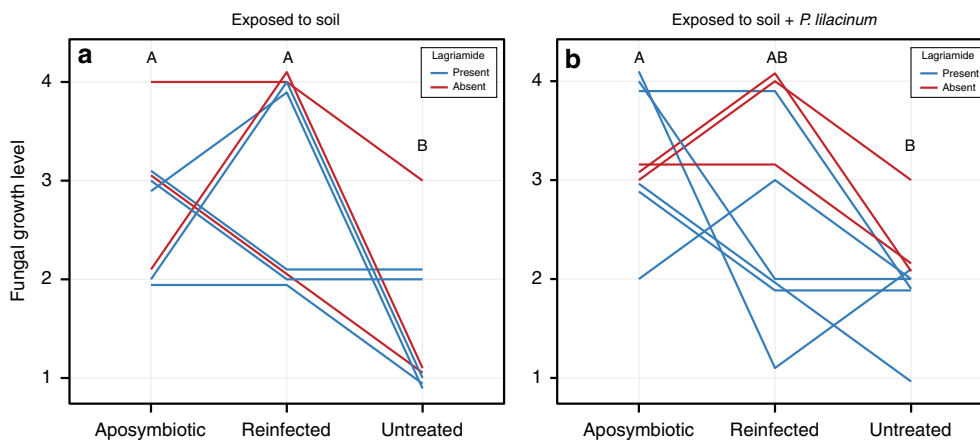 Exposed to soil
Exposed to soil + P. lilacinum
Fungal growth level
a
A
A
B
Lagriamide
Present
Absent
4
3
2
1
Aposymbiotic
Reinfected
Untreated
b
A
AB
B
Lagriamide
Present
Absent
4
3
2
1
Aposymbiotic
Reinfected
Untreated